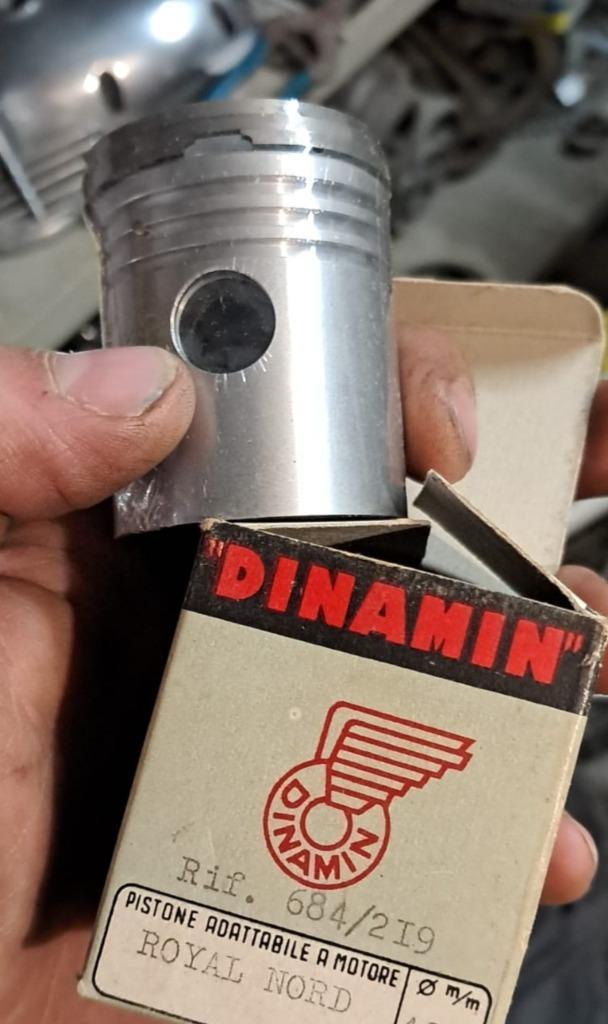 "DINAMIN"
DINAMIN
Rif. 684/2I9
PISTONE ADATTABILE A MOTORE
Ø m/m
ROYAL NORD